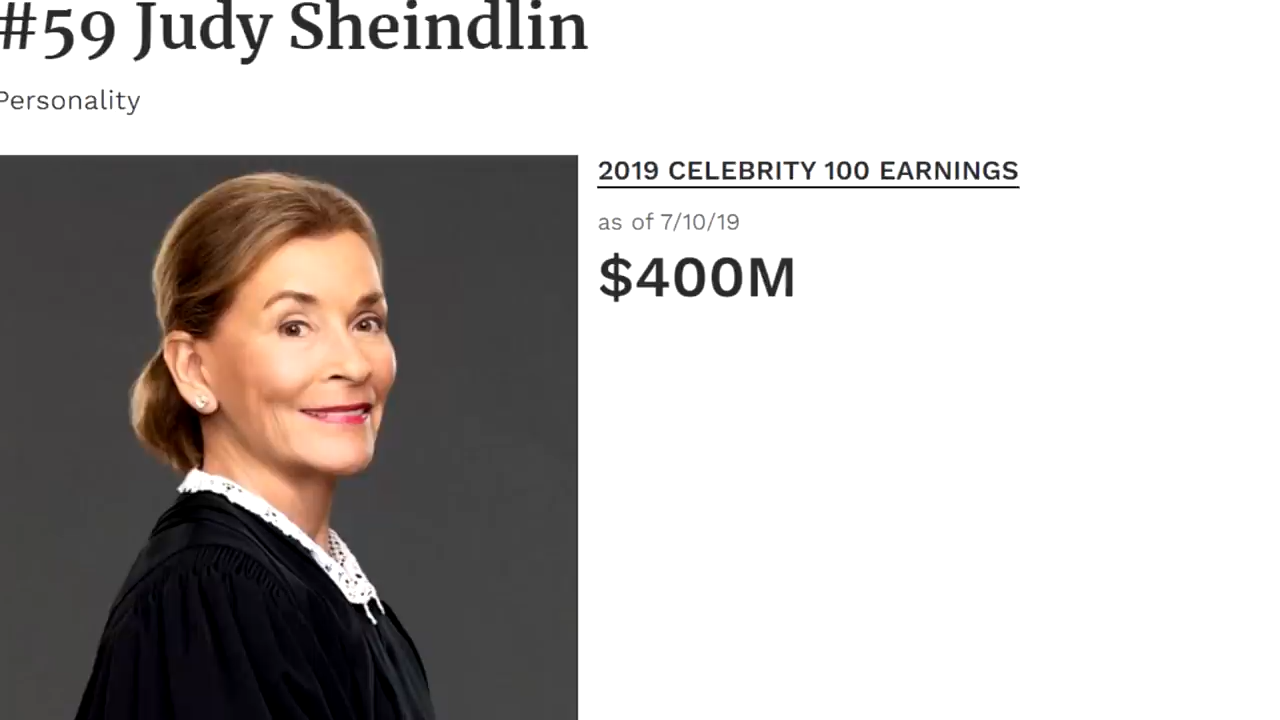 #59 Judy Sheindlin
Personality
2019 CELEBRITY 100 EARNINGS
as of 7/10/19
$400M